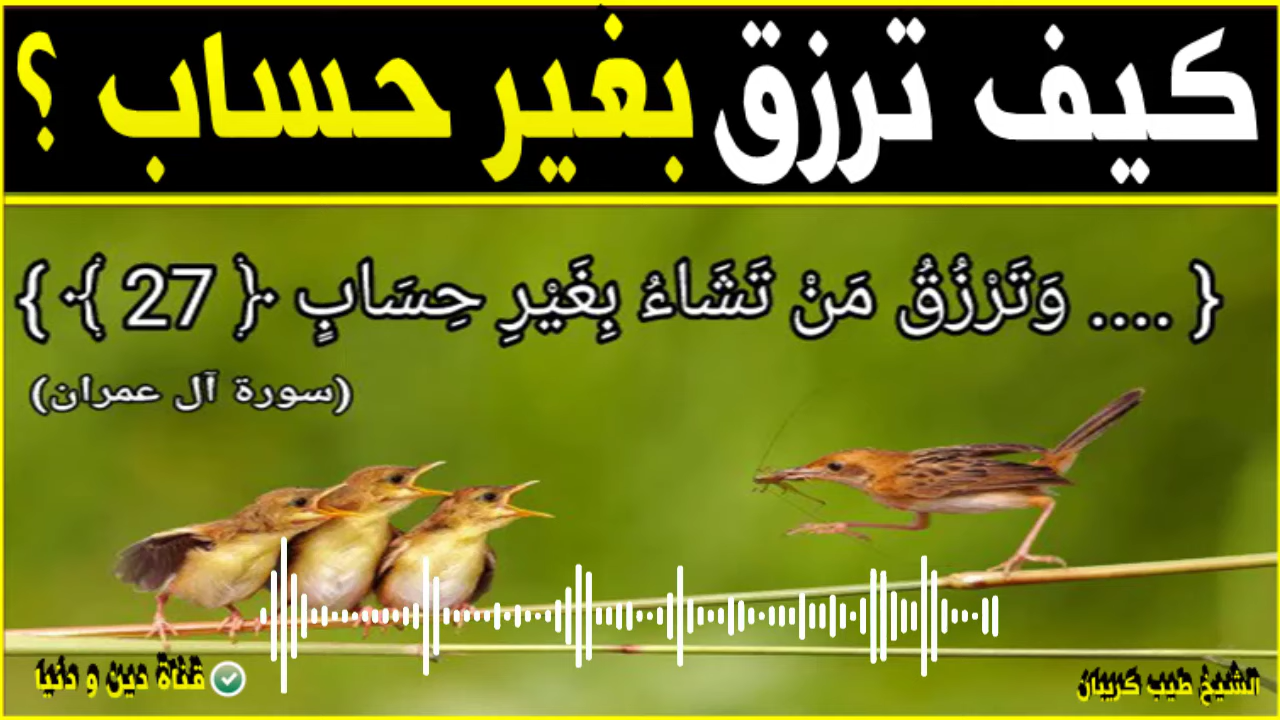 كيف ترزق بغير حساب ؟
{ .... وَتَرْزُقُ مَنْ تَشَاءُ بِغَيْرِ حِسَابٍ ﴿ 27 ﴾ }
(سورة آل عمران)
الشيخ طيب كريبان
قناة دين و دنيا